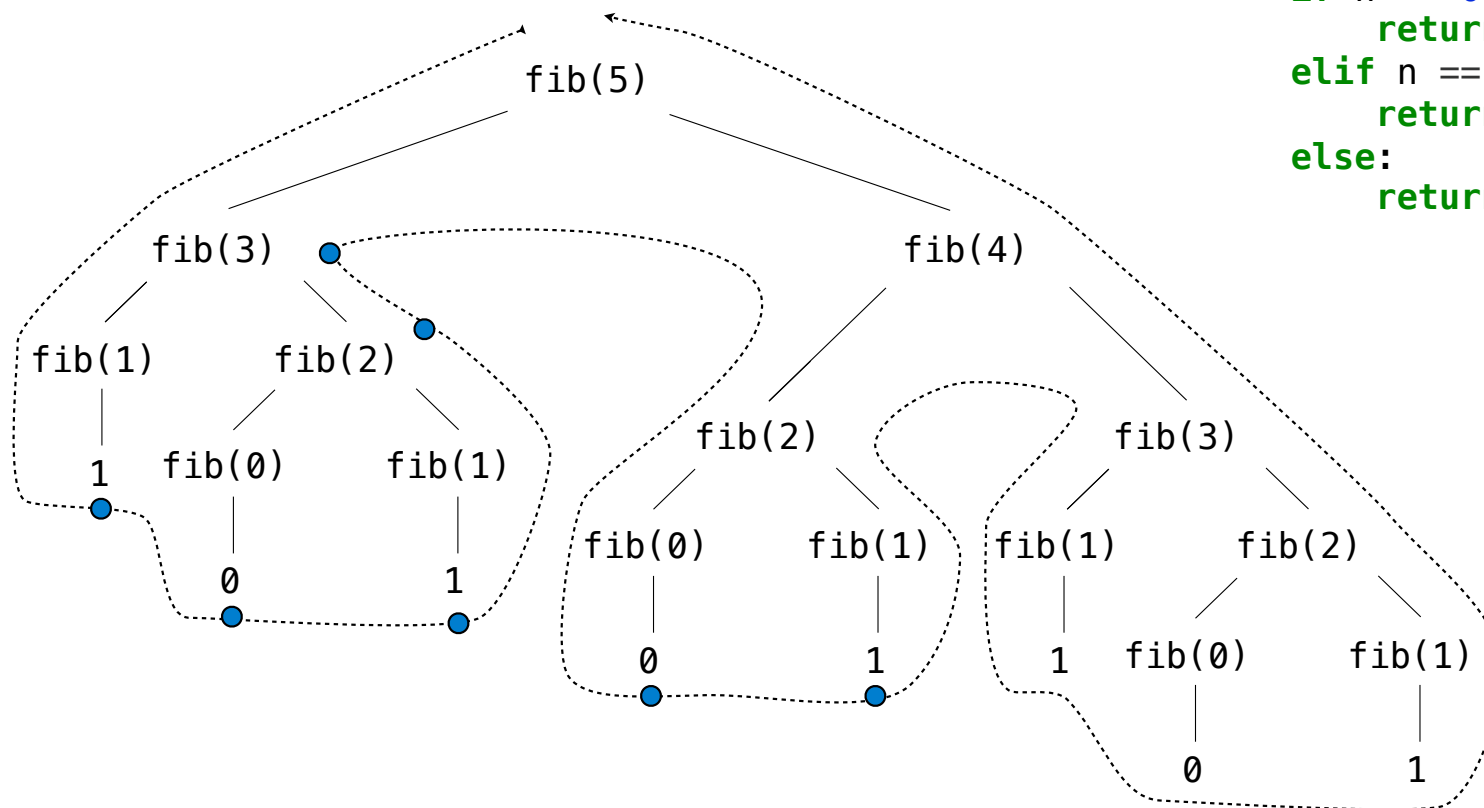 retur
fib(5)
elif n ==
retur
else:
retur
fib(3) fib(4)
fib(1) fib(2)
fib(2) fib(3)
1 fib(0) fib(1)
fib(0) fib(1) fib(1) fib(2)
0 1
0 1 1 fib(0) fib(1)
0 1